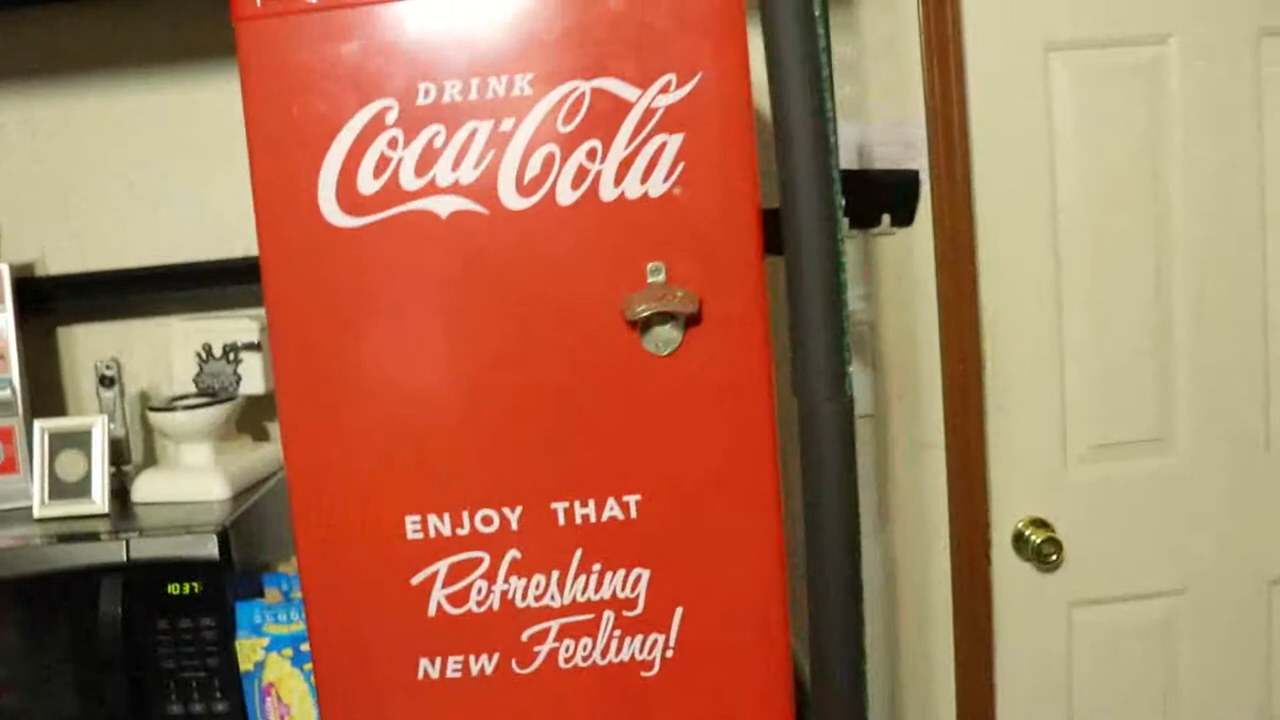 DRINK
Coca-Cola
ENJOY THAT
Refreshing
NEW Feeling!
10:37